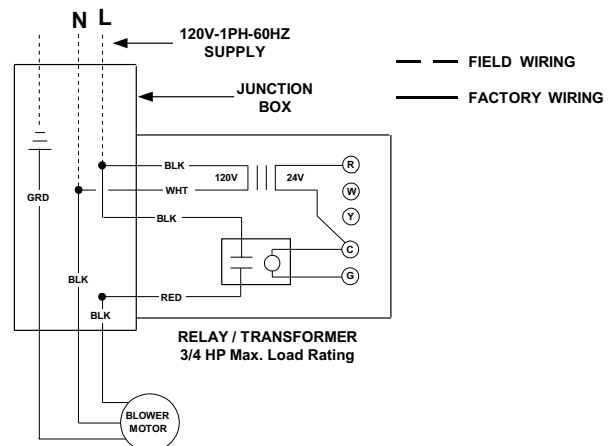 N L
120V-1PH-60HZ
SUPPLY
FIELD WIRING
JUNCTION
BOX
FACTORY WIRING
BLK
R
120V
24V
WHT
W
GRD
BLK
Y
C
BLK
G
RED
BLK
RELAY / TRANSFORMER
3/4 HP Max. Load Rating
BLOWER
MOTOR